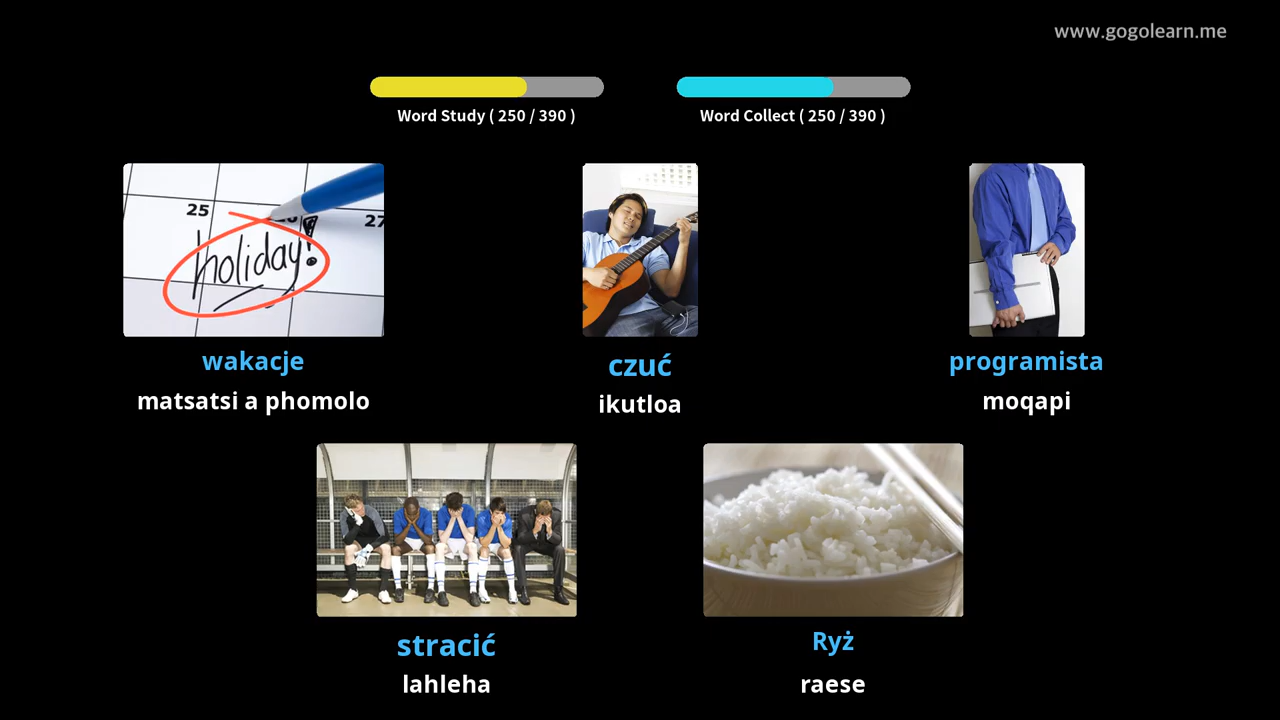 www.gogolearn.me
Word Study ( 250 / 390 )
Word Collect ( 250 / 390 )
25
27
holiday!
wakacje
matsatsi a phomolo
czuć
ikutloa
programista
moqapi
stracić
lahleha
Ryż
raese